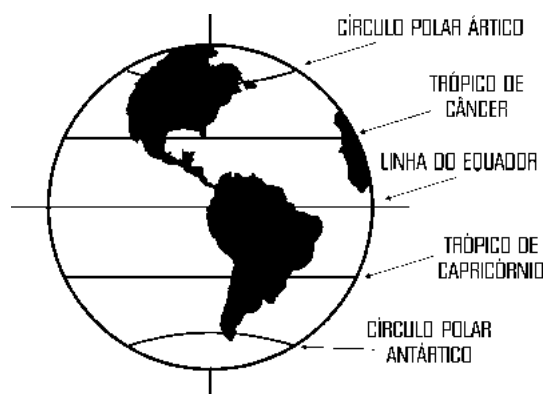 CÍRCULO POLAR ÁRTICO
TRÓPICO DE
CÂNCER
LINHA DO EQUADOR
TRÓPICO DE
CAPRICÓRNIO
CÍRCULO POLAR
ANTÁRTICO